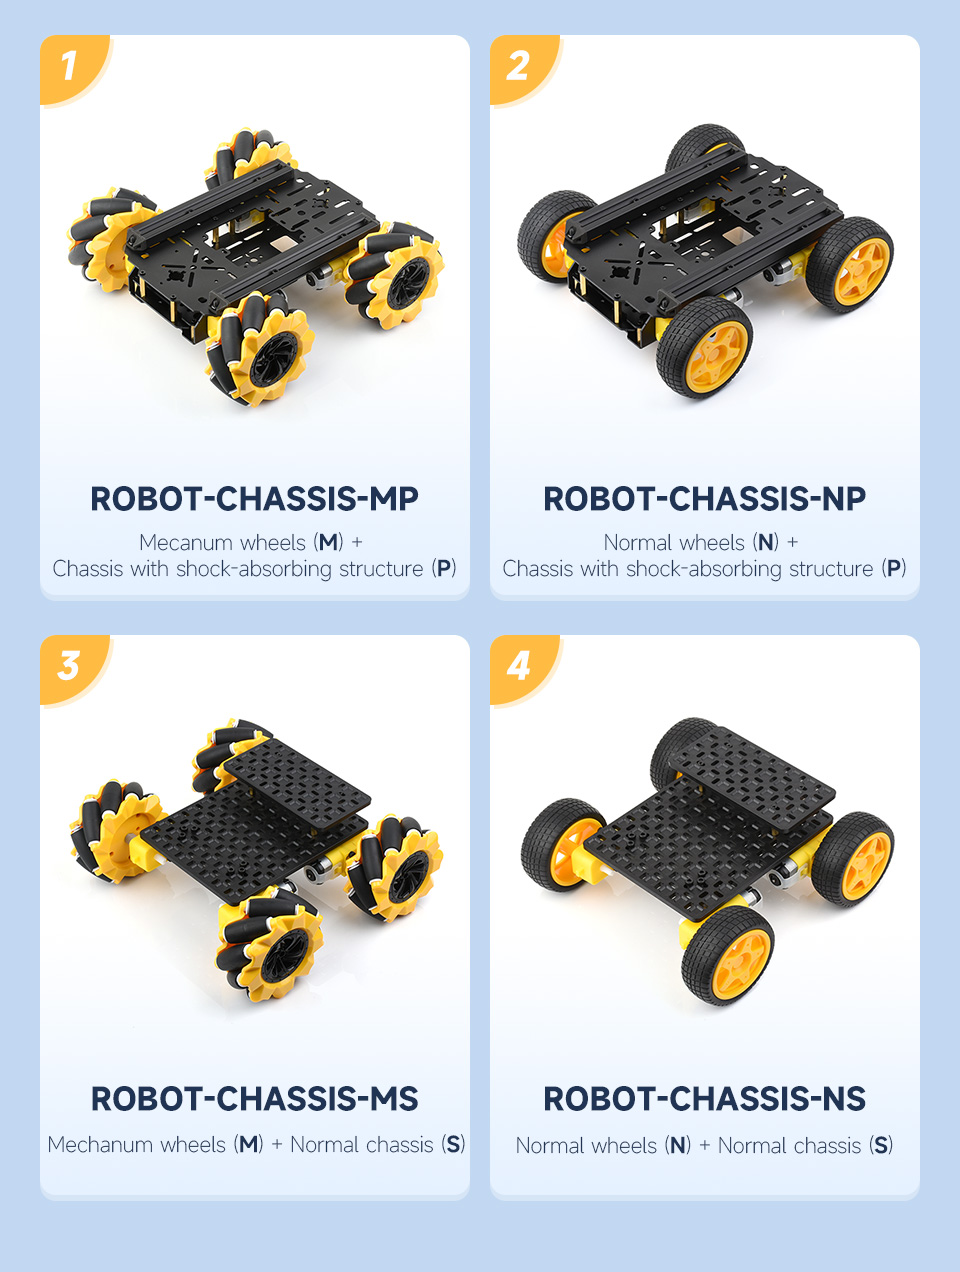 1
ROBOT-CHASSIS-MP
Mecanum wheels (M) +
Chassis with shock-absorbing structure (P)
2
ROBOT-CHASSIS-NP
Normal wheels (N) +
Chassis with shock-absorbing structure (P)
3
ROBOT-CHASSIS-MS
Mechanum wheels (M) + Normal chassis (S)
4
ROBOT-CHASSIS-NS
Normal wheels (N) + Normal chassis (S)